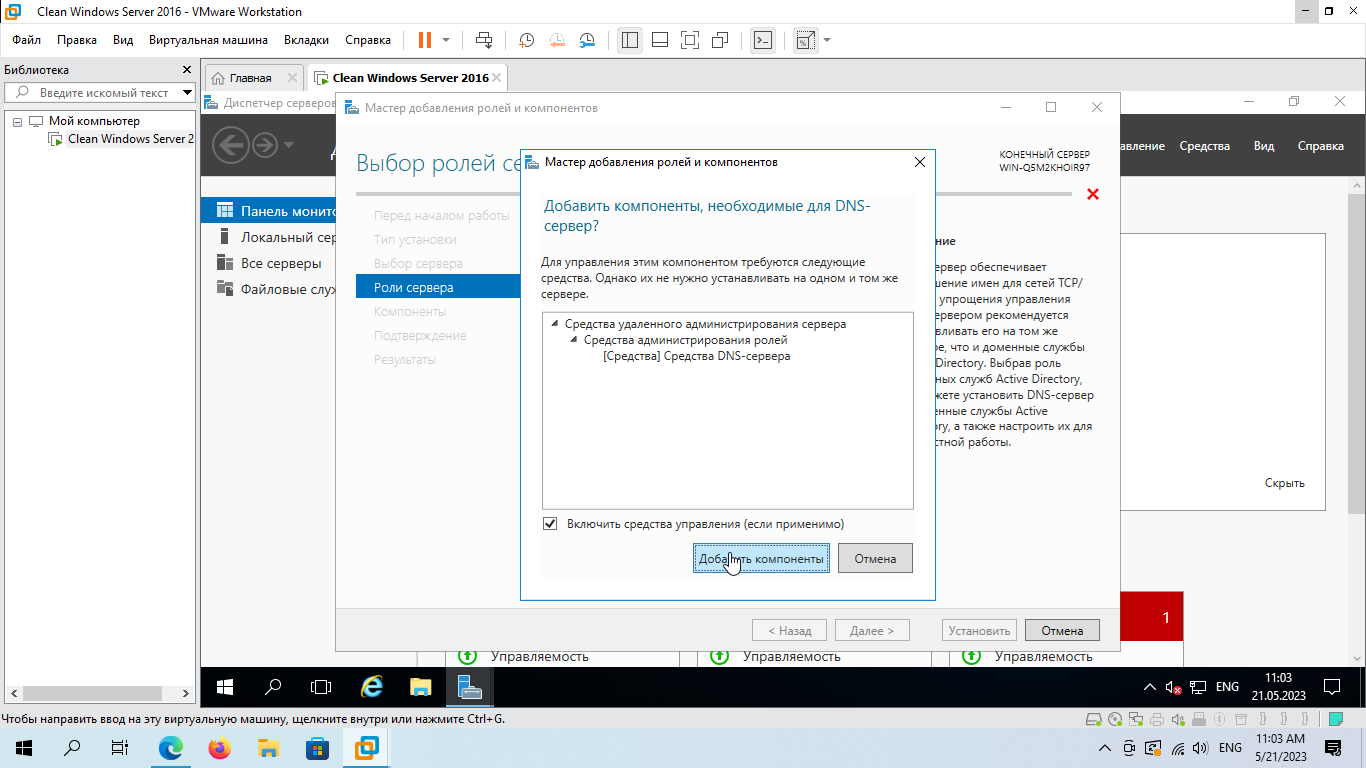 Clean Windows Server 2016 - VMware Workstation
Файл Правка Вид Виртуальная машина Вкладки Справка
Библиотека
Введите искомый текст
Мой компьютер
Clean Windows Server 2
Главная
Clean Windows Server 2016
Диспетчер серверов
Мастер добавления ролей и компонентов
Средства Вид Справка
Панель монито
Локальный сер
Все серверы
Файловые служ
Выбор ролей се
КОНЕЧНЫЙ СЕРВЕР
WIN-Q5M2KHOIR97
Перед началом работы
Тип установки
Выбор сервера
Роли сервера
Компоненты
Подтверждение
Результаты
Мастер добавления ролей и компонентов
Добавить компоненты, необходимые для DNS-
сервер?
Для управления этим компонентом требуются следующие
средства. Однако их не нужно устанавливать на одном и том же
сервере.
Средства удаленного администрирования сервера
Средства администрирования ролей
[Средства] Средства DNS-сервера
Включить средства управления (если применимо)
Добавить компоненты Отмена
ние
ервер обеспечивает
шение имен для сетей TCP/
упрощения управления
ервером рекомендуется
вливать его на том же
ре, что и доменные службы
Directory. Выбрав роль
ных служб Active Directory,
жете установить DNS-сервер
енные службы Active
ory, а также настроить их для
стной работы.
Скрыть
< Назад Далее > Установить Отмена
1
Управляемость Управляемость Управляемость
ENG
11:03
21.05.2023
Чтобы направить ввод на эту виртуальную машину, щелкните внутри или нажмите Ctrl+G.
ENG
11:03 AM
5/21/2023